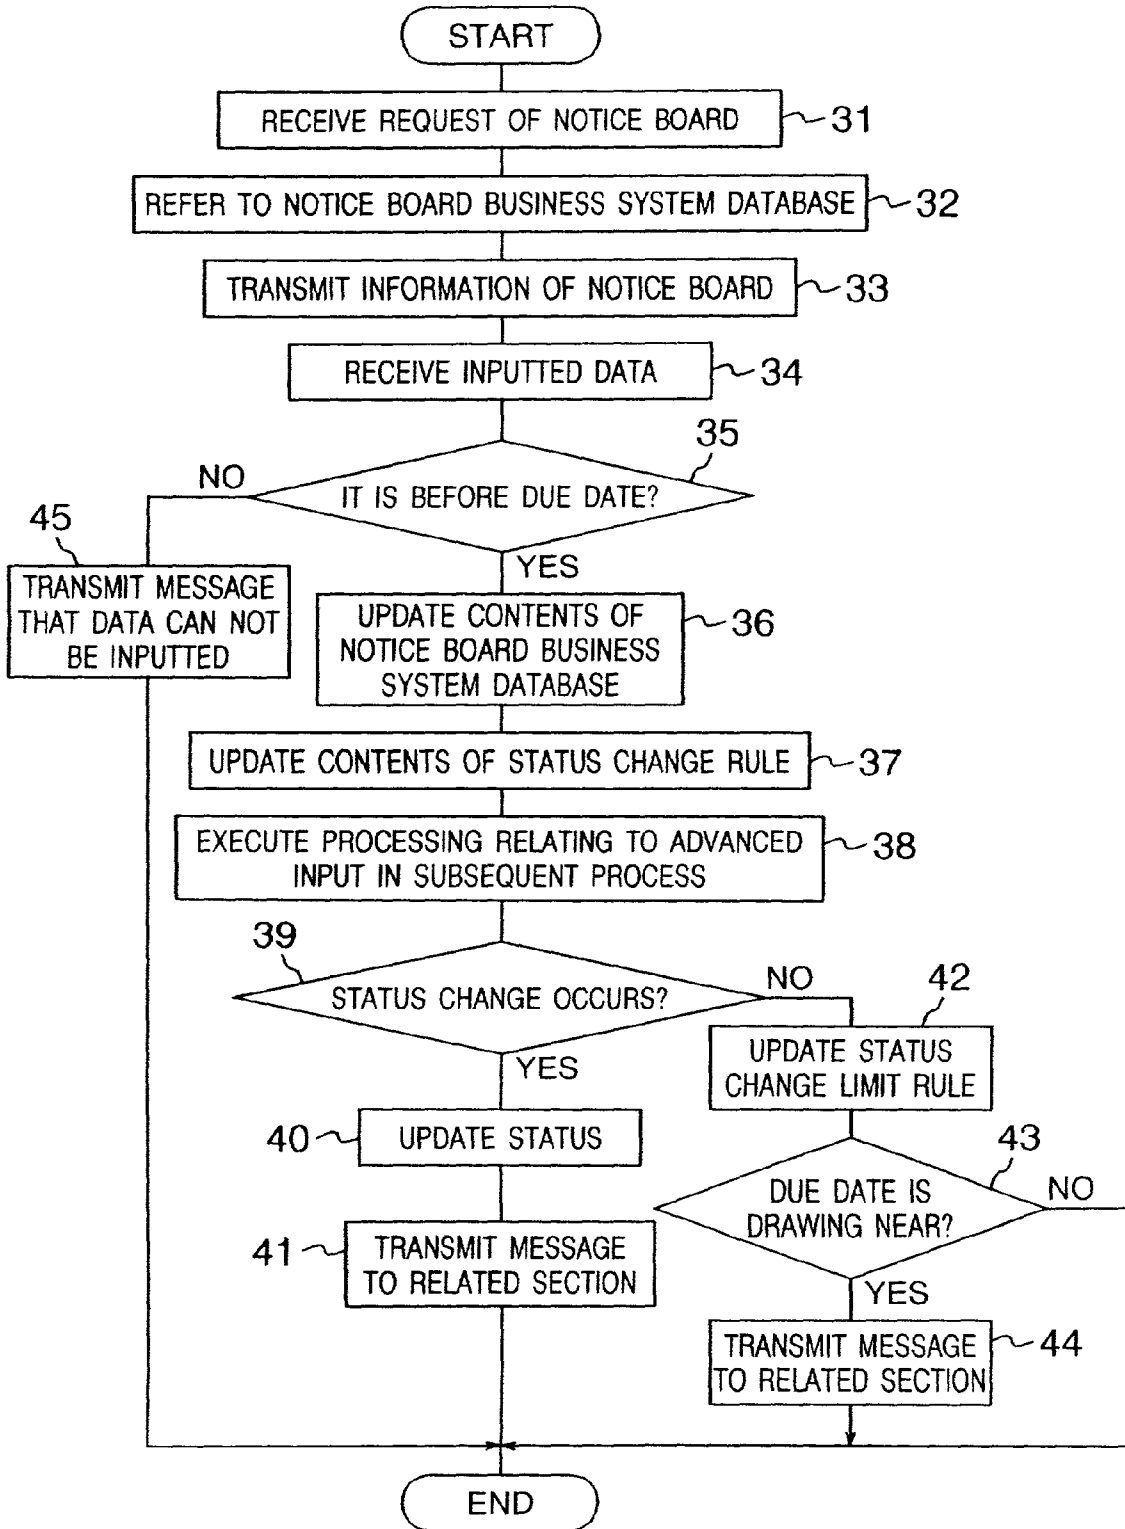 START
RECEIVE REQUEST OF NOTICE BOARD
31
REFER TO NOTICE BOARD BUSINESS SYSTEM DATABASE
32
TRANSMIT INFORMATION OF NOTICE BOARD
33
RECEIVE INPUTTED DATA
34
35
IT IS BEFORE DUE DATE?
NO
YES
45
TRANSMIT MESSAGE
THAT DATA CAN NOT
BE INPUTTED
UPDATE CONTENTS OF
NOTICE BOARD BUSINESS
SYSTEM DATABASE
36
UPDATE CONTENTS OF STATUS CHANGE RULE
37
EXECUTE PROCESSING RELATING TO ADVANCED
INPUT IN SUBSEQUENT PROCESS
38
39
STATUS CHANGE OCCURS?
NO
YES
42
UPDATE STATUS
CHANGE LIMIT RULE
40
UPDATE STATUS
43
DUE DATE IS
DRAWING NEAR?
NO
YES
41
TRANSMIT MESSAGE
TO RELATED SECTION
TRANSMIT MESSAGE
TO RELATED SECTION
44
END